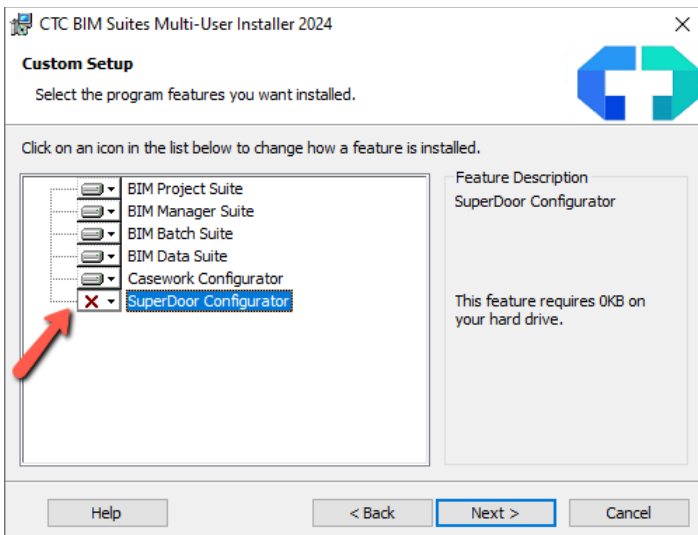 CTC BIM Suites Multi-User Installer 2024
Custom Setup
Select the program features you want installed.
Click on an icon in the list below to change how a feature is installed.
BIM Project Suite
BIM Manager Suite
BIM Batch Suite
BIM Data Suite
Casework Configurator
SuperDoor Configurator
Feature Description
SuperDoor Configurator
This feature requires 0KB on
your hard drive.
Help
< Back
Next >
Cancel